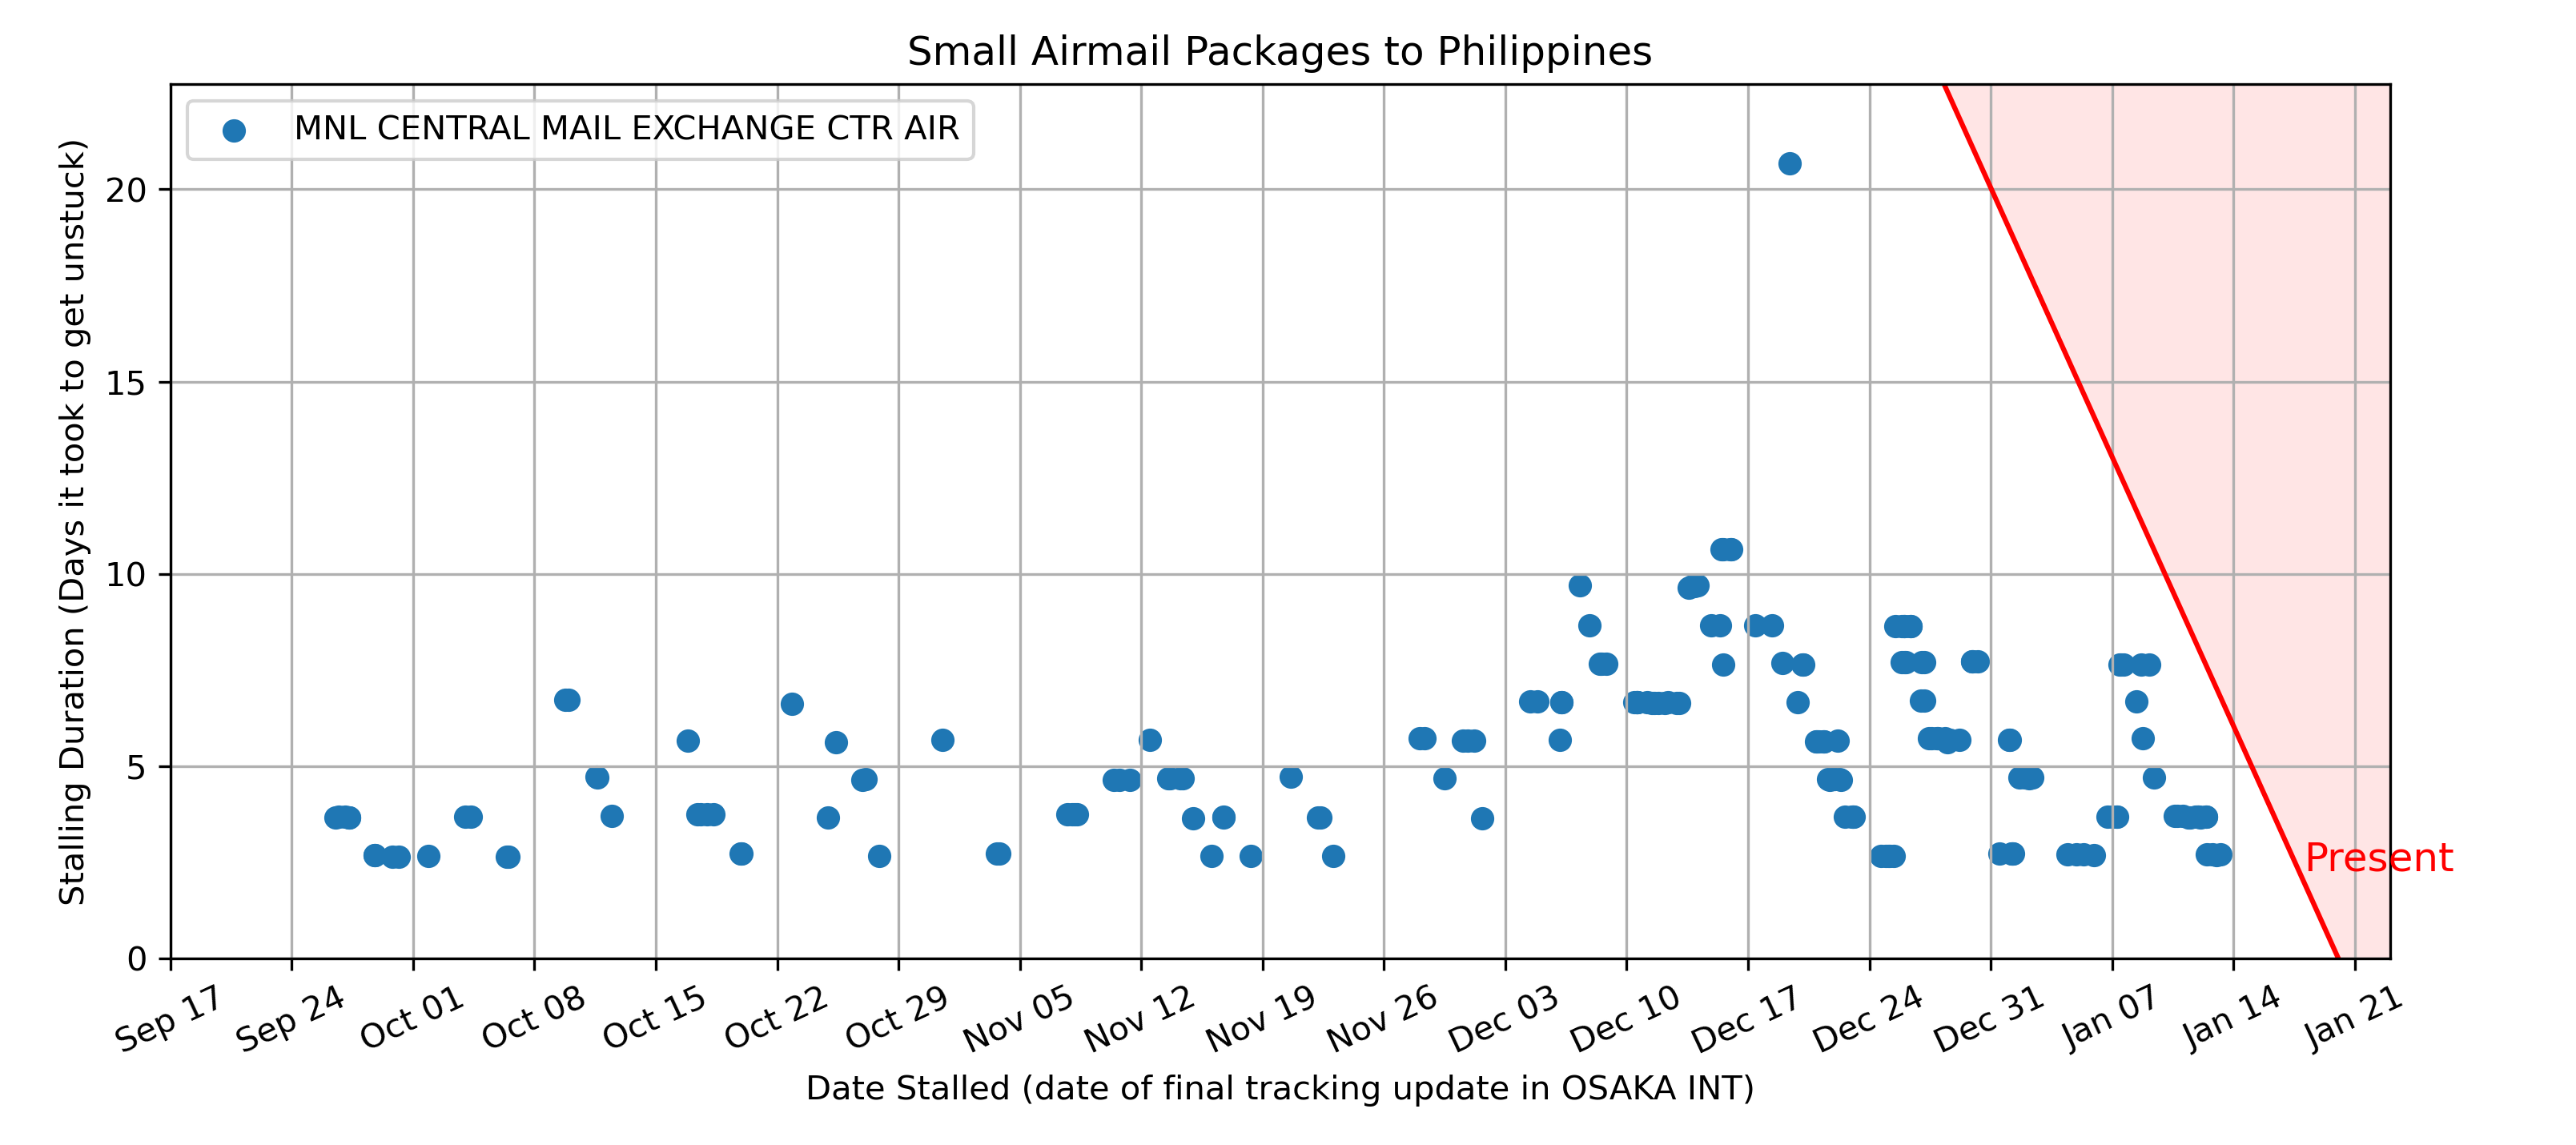 Small Airmail Packages to Philippines
MNL CENTRAL MAIL EXCHANGE CTR AIR
Stalling Duration (Days it took to get unstuck)
20
15
10
5
0
Present
Sep 17
Sep 24
Oct 01
Oct 08
Oct 15
Oct 22
Oct 29
Nov 05
Nov 12
Nov 19
Nov 26
Dec 03
Dec 10
Dec 17
Dec 24
Dec 31
Jan 07
Jan 14
Jan 21
Date Stalled (date of final tracking update in OSAKA INT)